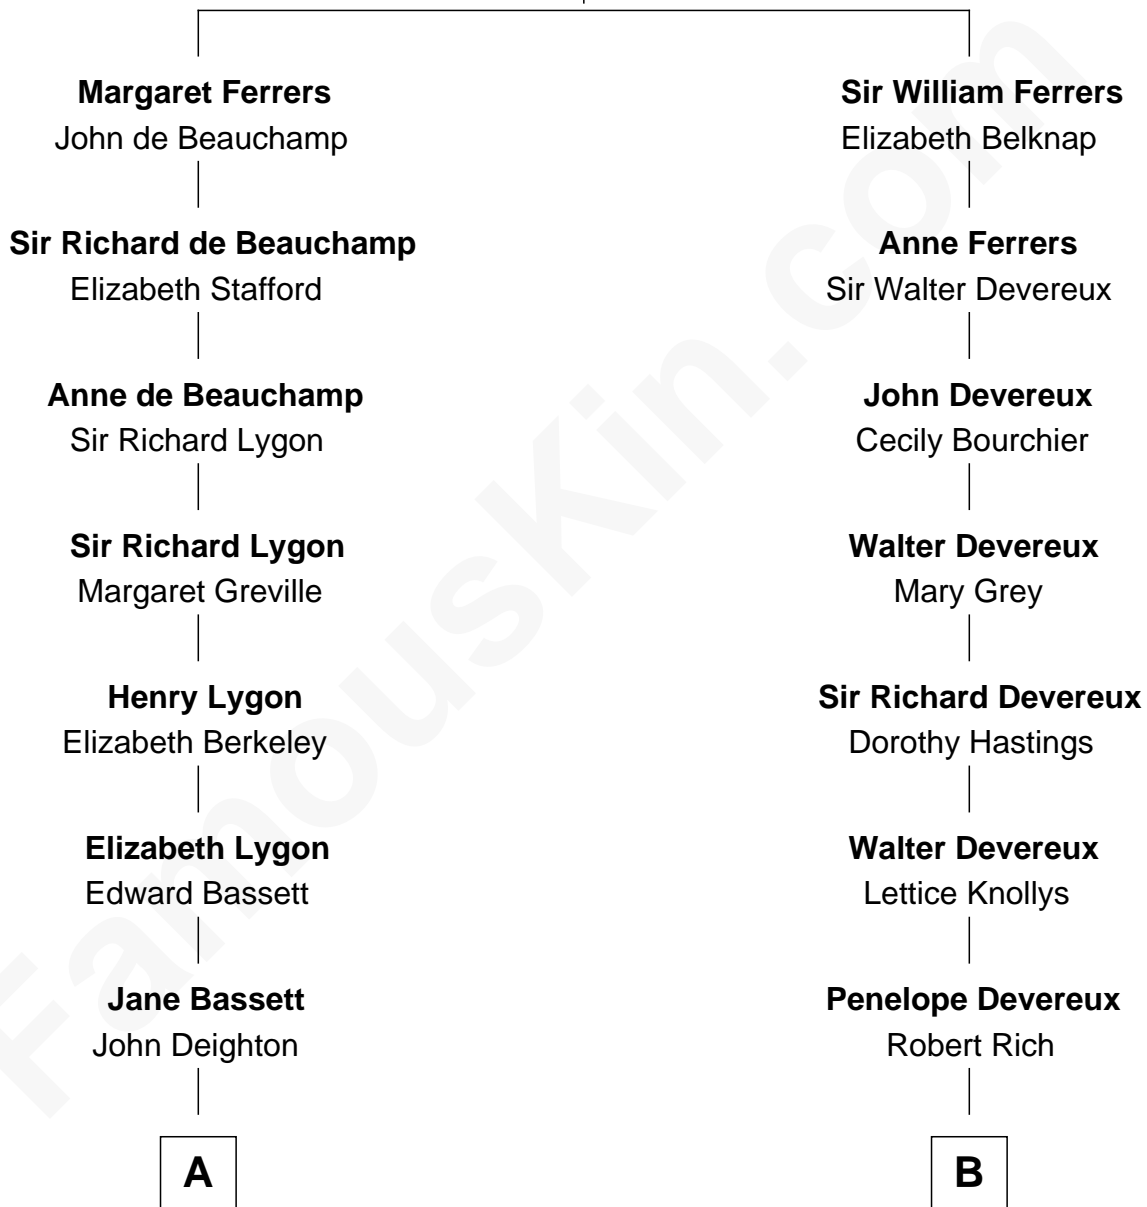 Margaret Ferrers
John de Beauchamp
Sir Richard de Beauchamp
Elizabeth Stafford
Anne de Beauchamp
Sir Richard Lygon
Sir Richard Lygon
Margaret Greville
Henry Lygon
Elizabeth Berkeley
Elizabeth Lygon
Edward Bassett
Jane Bassett
John Deighton
A
Sir William Ferrers
Elizabeth Belknap
Anne Ferrers
Sir Walter Devereux
John Devereux
Cecily Bourchier
Walter Devereux
Mary Grey
Sir Richard Devereux
Dorothy Hastings
Walter Devereux
Lettice Knollys
Penelope Devereux
Robert Rich
B
FamousKin.com